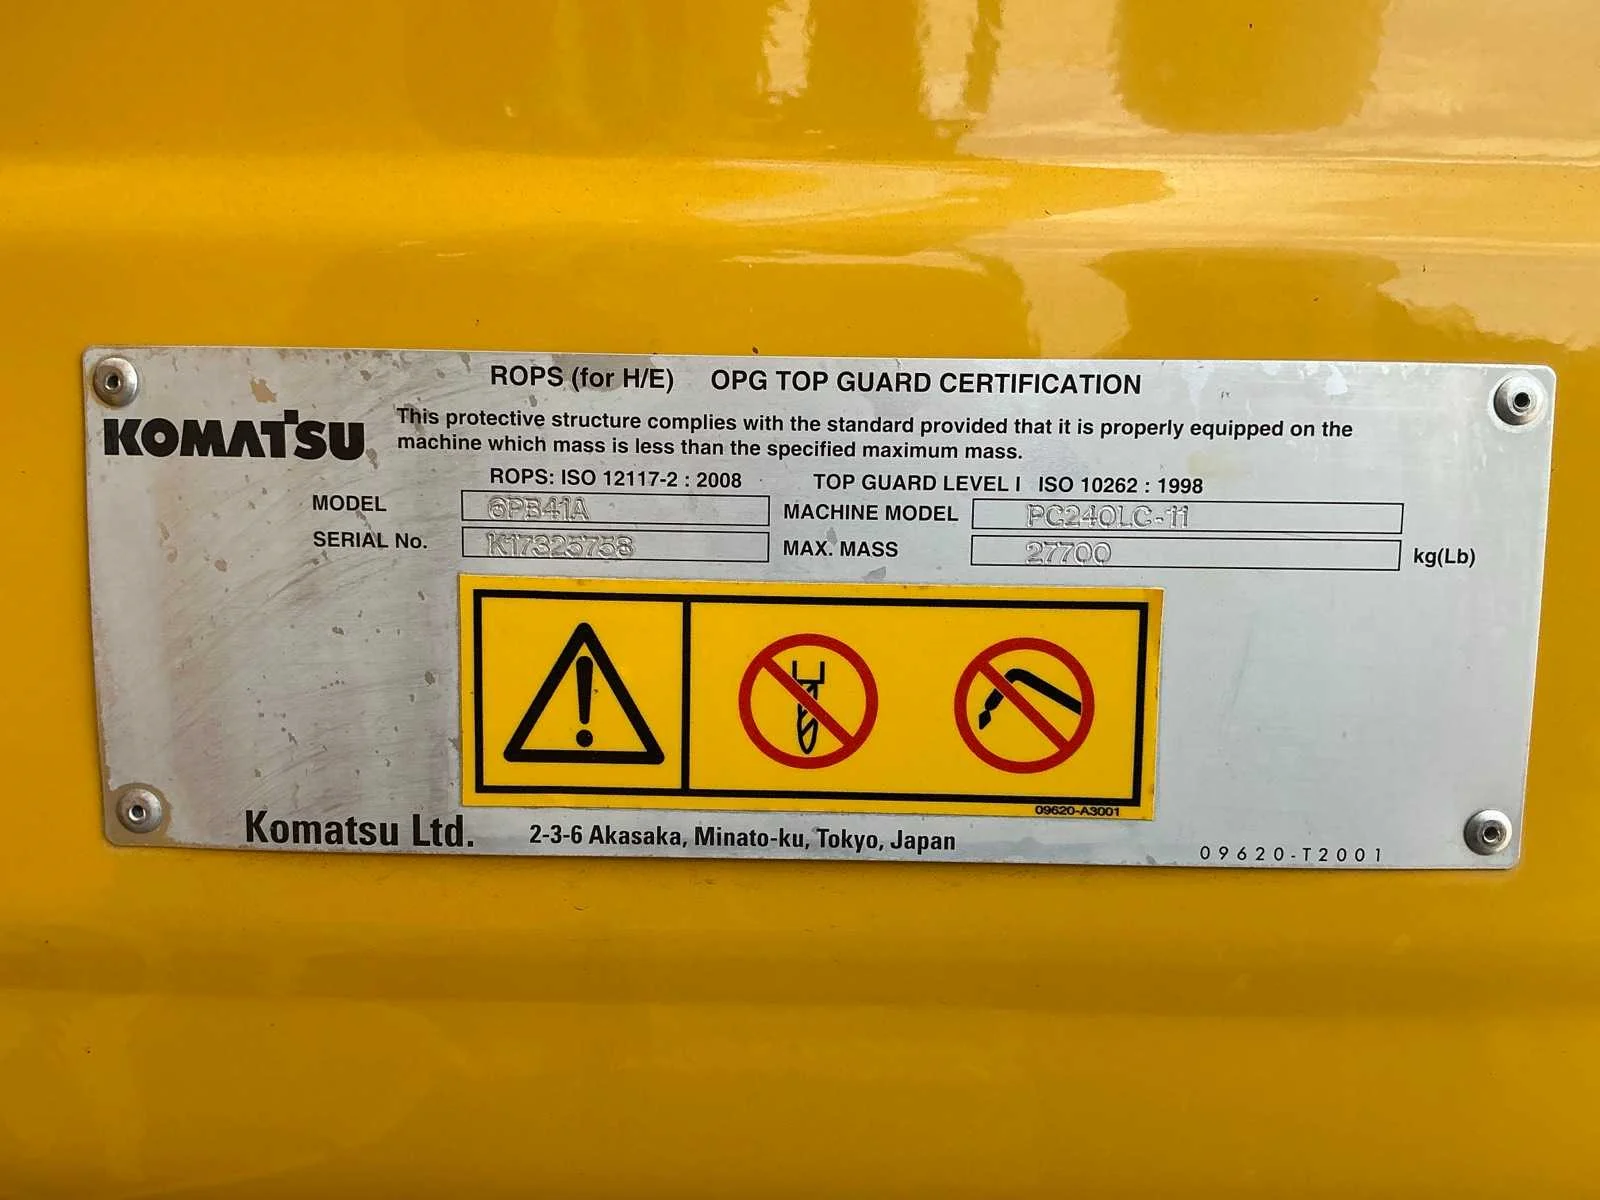 ROPS (for H/E) OPG TOP GUARD CERTIFICATION
KOMATSU
This protective structure complies with the standard provided that it is properly equipped on the
machine which mass is less than the specified maximum mass.
ROPS: ISO 12117-2 : 2008 TOP GUARD LEVEL I ISO 10262 : 1998
MODEL 6PB41A MACHINE MODEL PC240LC-11
SERIAL No. K17325758 MAX. MASS 27700 kg(Lb)
09620-A3001
Komatsu Ltd. 2-3-6 Akasaka, Minato-ku, Tokyo, Japan
09620-T2001